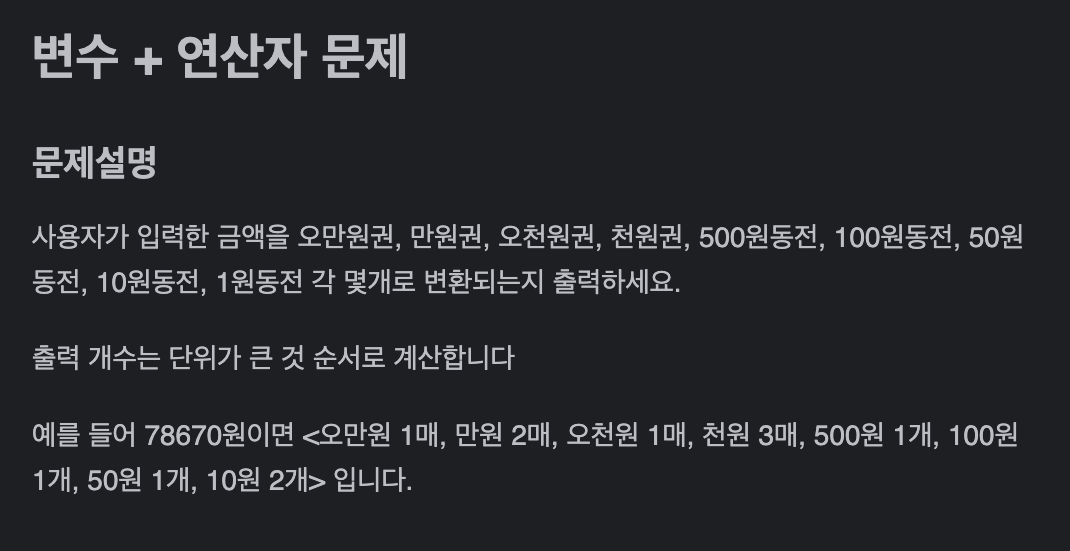 변수 + 연산자 문제
문제설명
사용자가 입력한 금액을 오만원권, 만원권, 오천원권, 천원권, 500원동전, 100원동전, 50원
동전, 10원동전, 1원동전 각 몇개로 변환되는지 출력하세요.
출력 개수는 단위가 큰 것 순서로 계산합니다
예를 들어 78670원이면 <오만원 1매, 만원 2매, 오천원 1매, 천원 3매, 500원 1개, 100원
1개, 50원 1개, 10원 2개> 입니다.